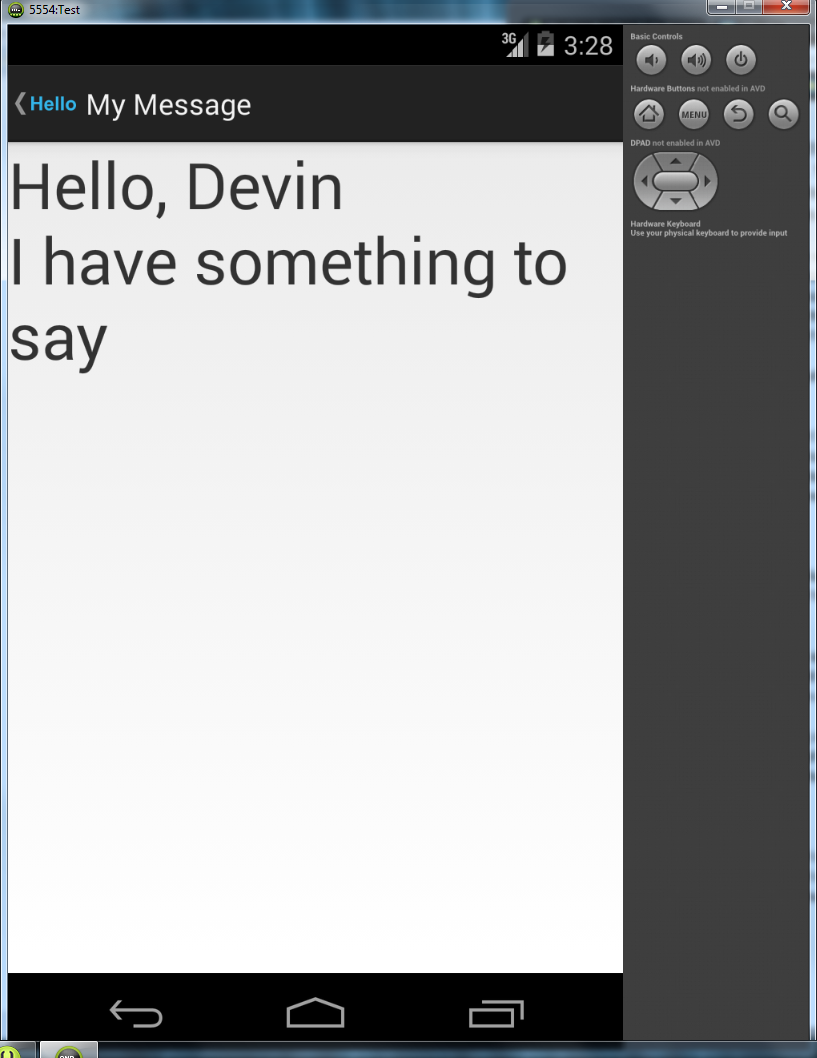 5554:Test
3G 3:28
Hello My Message
Hello, Devin
I have something to
say
Basic Controls
Hardware Buttons not enabled in AVD
MENU
DPAD not enabled in AVD
Hardware Keyboard
Use your physical keyboard to provide input